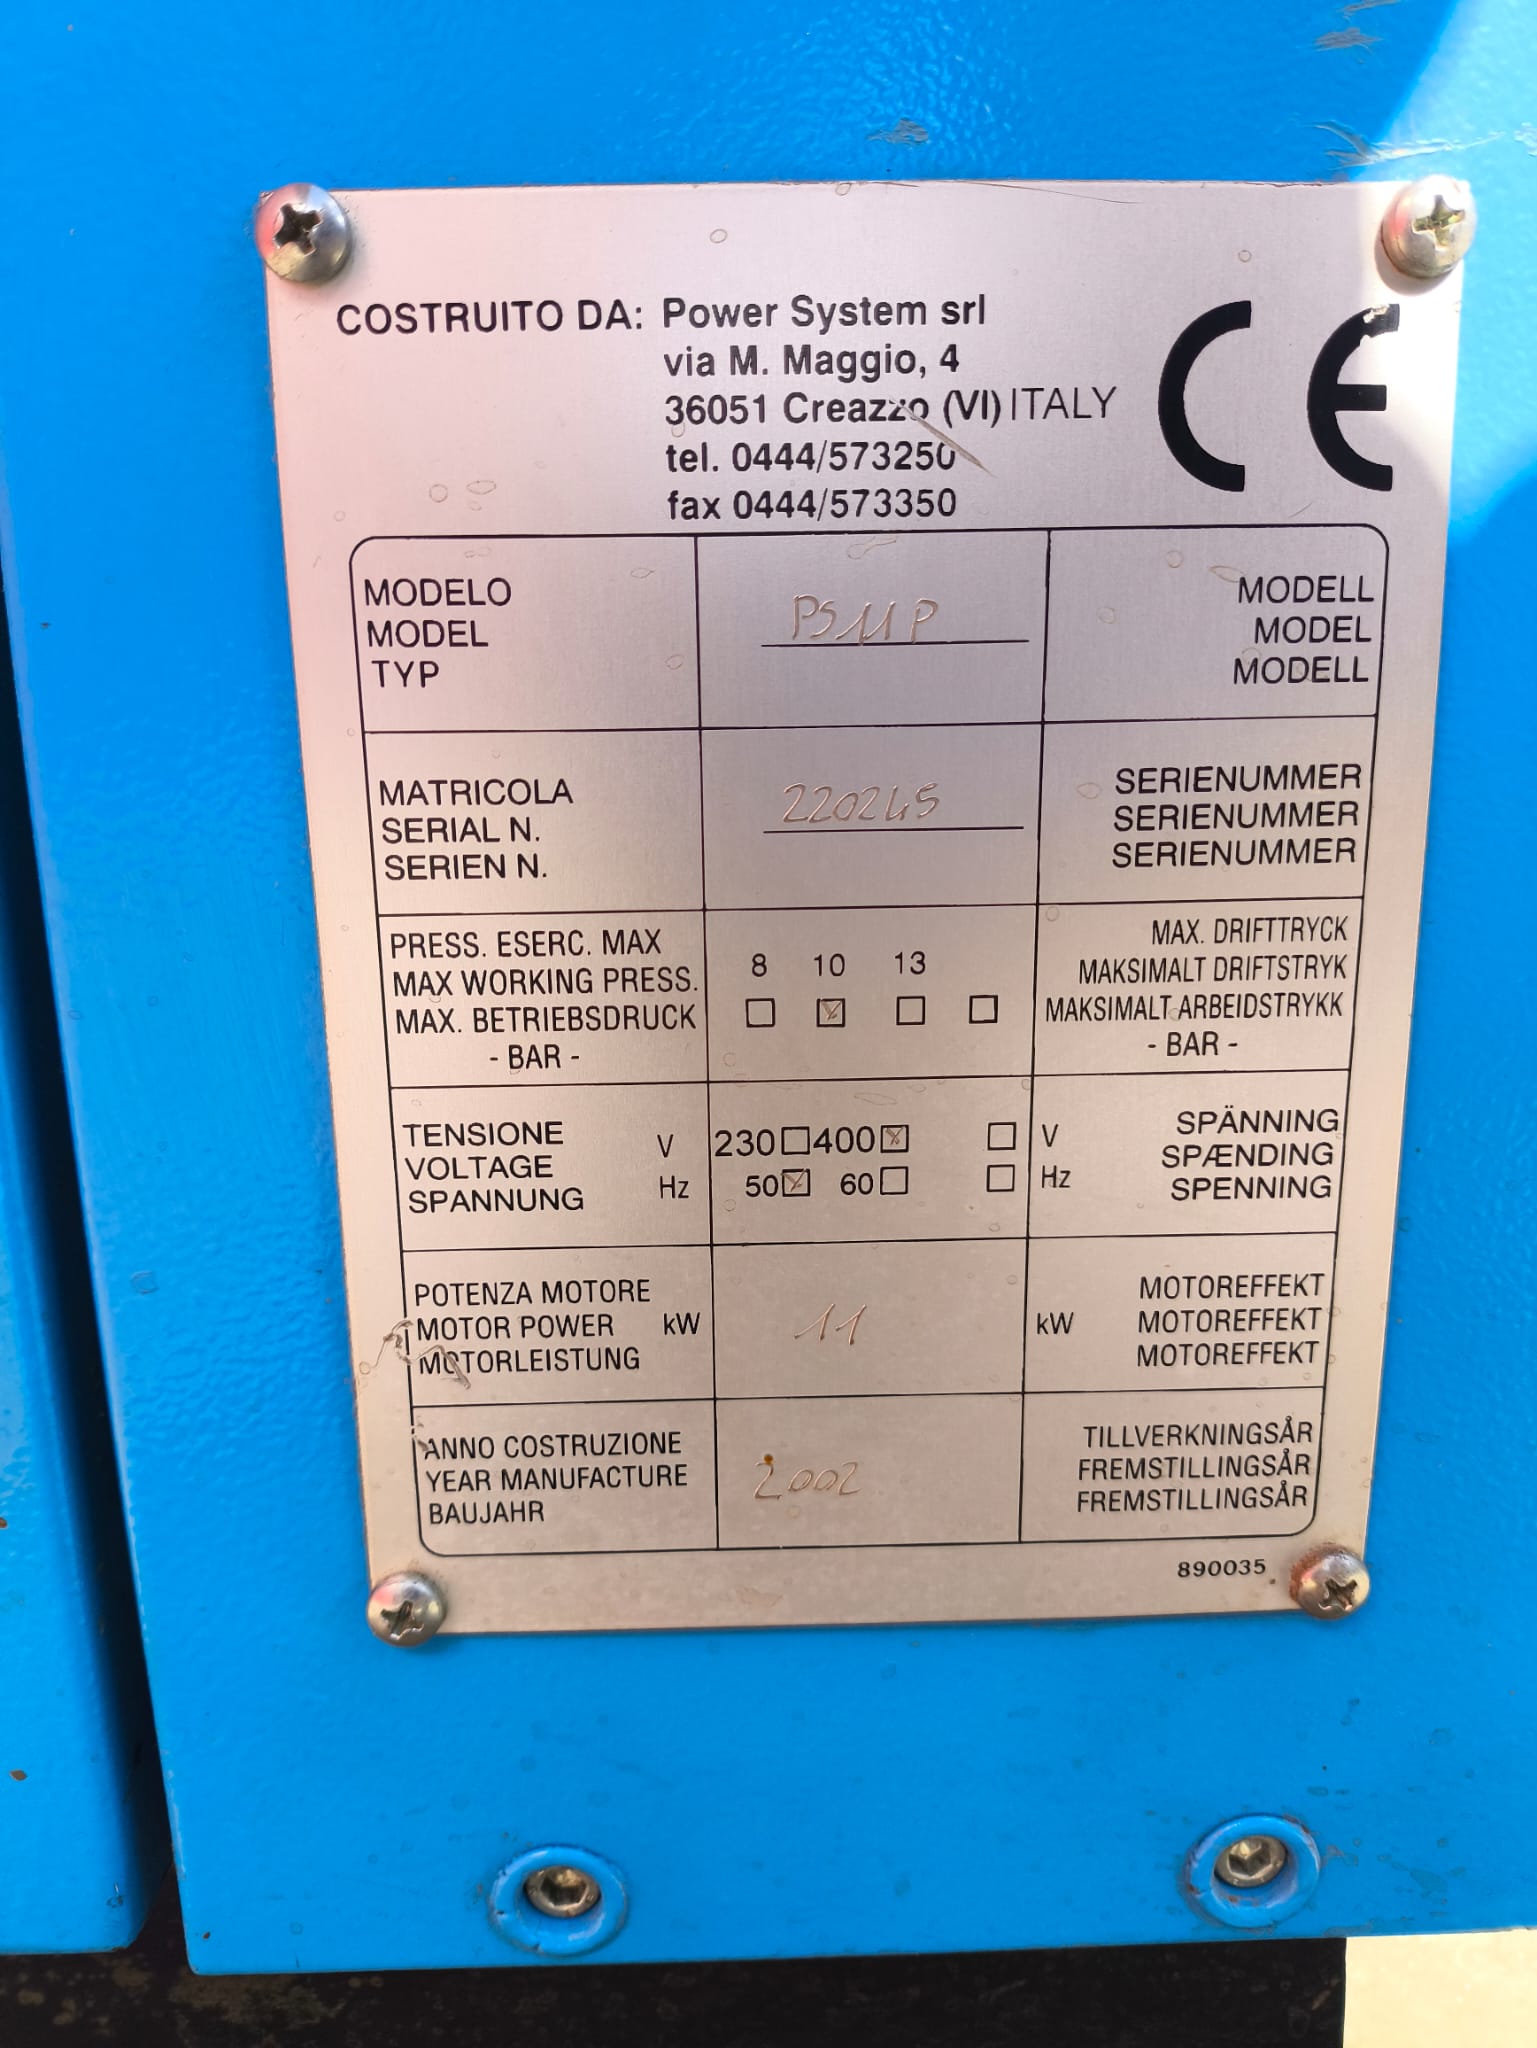 COSTRUITO DA: Power System srl
via M. Maggio, 4
36051 Creazzo (VI) ITALY
tel. 0444/573250
fax 0444/573350
CE
MODELO
MODEL
TYP
PS11P
MODELL
MODEL
MODELL
MATRICOLA
SERIAL N.
SERIEN N.
220245
SERIENUMMER
SERIENUMMER
SERIENUMMER
PRESS. ESERC. MAX
MAX WORKING PRESS.
MAX. BETRIEBSDRUCK
- BAR -
8 10 13
☐ ☒ ☐ ☐
MAX. DRIFTTRYCK
MAKSIMALT DRIFTSTRYK
MAKSIMALT ARBEIDSTRYKK
- BAR -
TENSIONE
VOLTAGE
SPANNUNG
V 230 ☐ 400 ☒ ☐ V
Hz 50 ☒ 60 ☐ ☐ Hz
SPÄNNING
SPÆNDING
SPENNING
POTENZA MOTORE
MOTOR POWER kW
MOTORLEISTUNG
11
kW
MOTOREFFEKT
MOTOREFFEKT
MOTOREFFEKT
ANNO COSTRUZIONE
YEAR MANUFACTURE
BAUJAHR
2002
TILLVERKNINGSÅR
FREMSTILLINGSÅR
FREMSTILLINGSÅR
890035